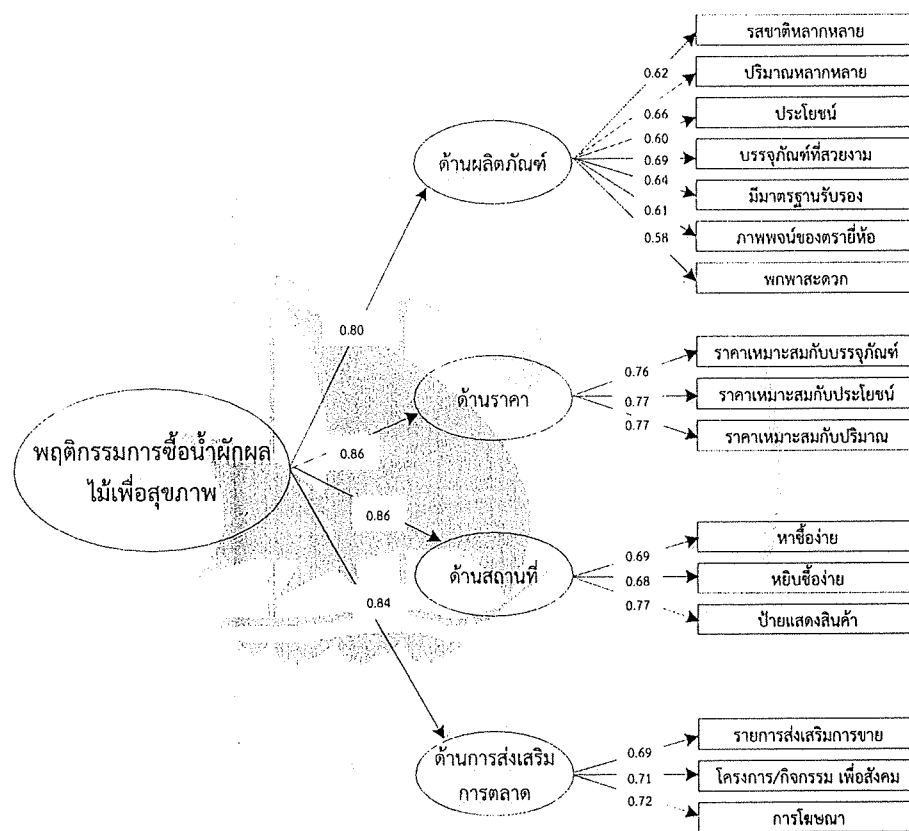 รสชาติหลากหลาย
0.62
ปริมาณหลากหลาย
0.66
ประโยชน์
0.60
ด้านผลิตภัณฑ์
0.69
บรรจุภัณฑ์ที่สวยงาม
0.64
มีมาตรฐานรับรอง
0.61
ภาพพจน์ของตรายี่ห้อ
0.58
พกพาสะดวก
0.80
ราคาเหมาะสมกับบรรจุภัณฑ์
0.76
ด้านราคา
0.77
ราคาเหมาะสมกับประโยชน์
0.77
ราคาเหมาะสมกับปริมาณ
พฤติกรรมการซื้อน้ำผักผล
ไม้เพื่อสุขภาพ
0.86
0.86
หาซื้อง่าย
0.69
ด้านสถานที่
0.68
หยิบซื้อง่าย
0.77
ป้ายแสดงสินค้า
0.84
รายการส่งเสริมการขาย
0.69
ด้านการส่งเสริม
การตลาด
0.71
โครงการ/กิจกรรม เพื่อสังคม
0.72
การโฆษณา